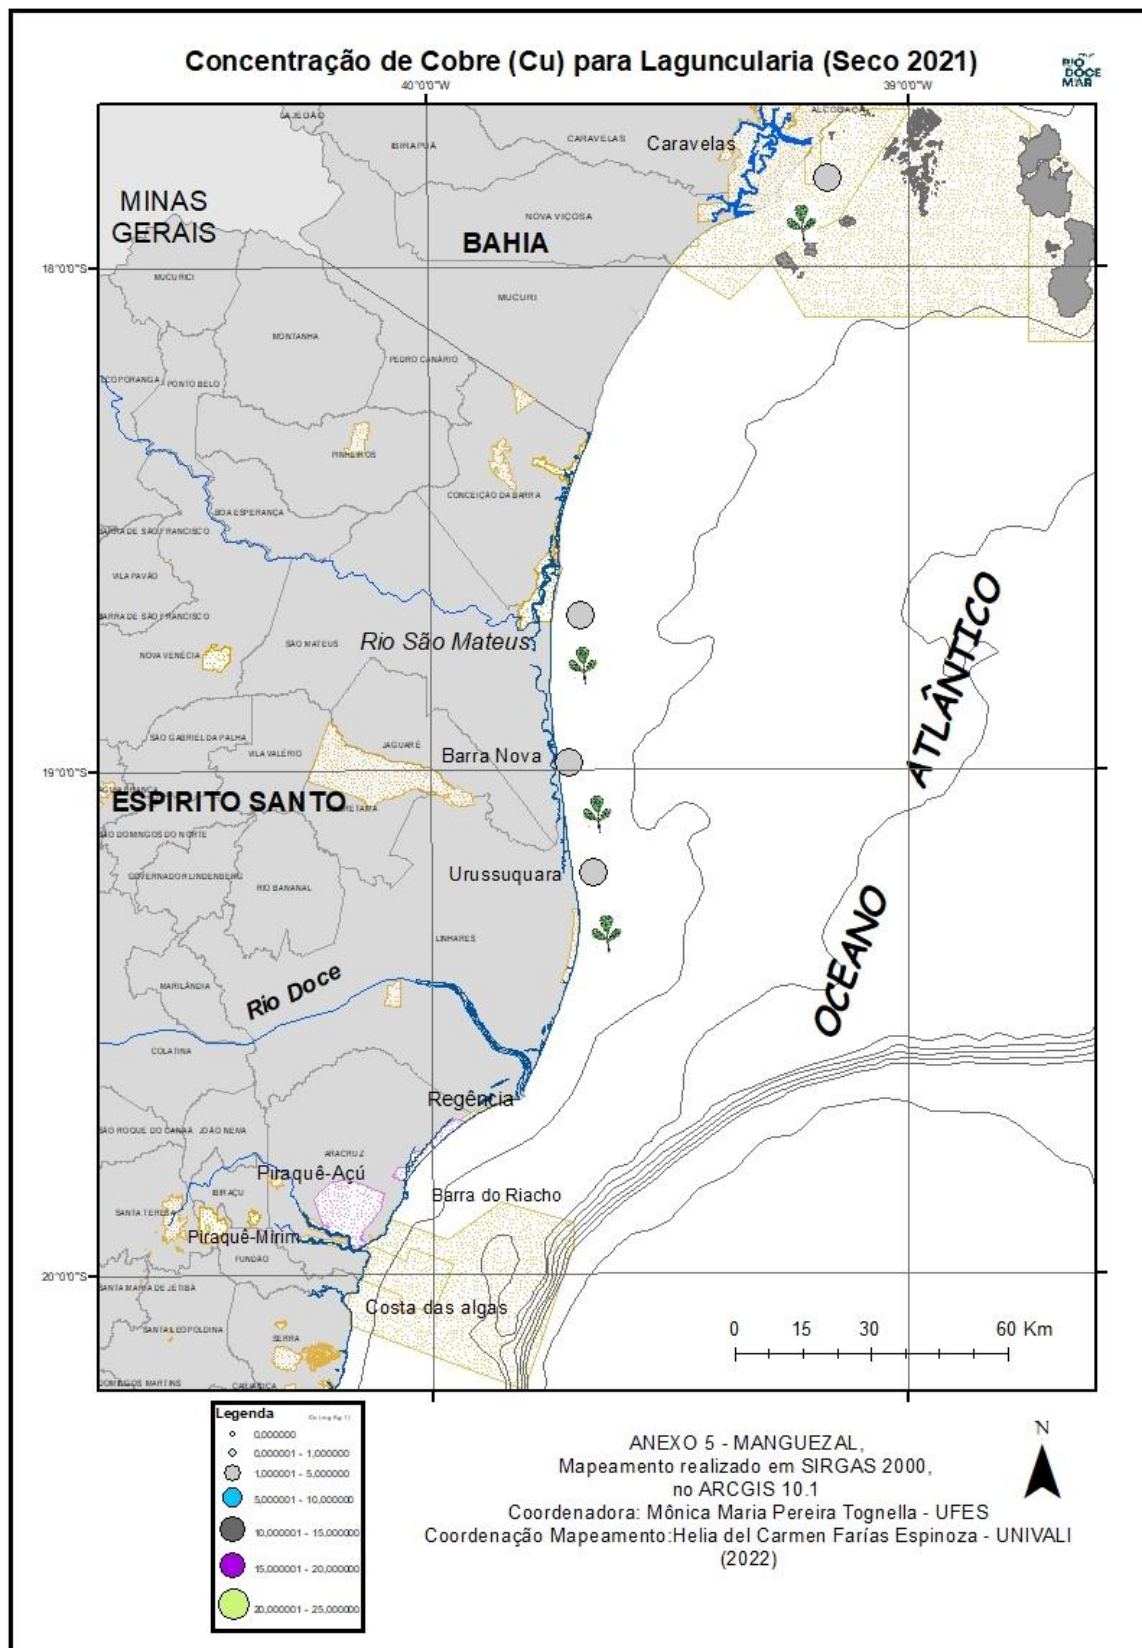 Concentração de Cobre (Cu) para Laguncularia (Seco 2021)
RIO
DOCE
MAR
40°0'0"W
39°0'0"W
LAJEDÃO
ALCOBAÇA
IBIRAPUÃ
CARAVELAS
Caravelas
MINAS
GERAIS
NOVA VIÇOSA
BAHIA
18°0'0"S
MUCURICI
MUCURI
MONTANHA
PEDRO CANÁRIO
ECOPORANGA
PONTO BELO
PINHEIROS
CONCEIÇÃO DA BARRA
BOA ESPERANÇA
BARRA DE SÃO FRANCISCO
VILA PAVÃO
BARRA DE SÃO FRANCISCO
SÃO MATEUS
Rio São Mateus
NOVA VENÉCIA
OCEANO ATLÂNTICO
SÃO GABRIEL DA PALHA
VILA VALÉRIO
JAGUARÉ
Barra Nova
19°0'0"S
ESPIRITO SANTO
SÃO DOMINGOS DO NORTE
GOVERNADOR LINDENBERG
RIO BANANAL
Urussuquara
LINHARES
MARILÂNDIA
Rio Doce
COLATINA
Regência
SÃO ROQUE DO CANAÃ
JOÃO NEIVA
ARACRUZ
Piraquê-Açú
IBIRAÇU
Barra do Riacho
SANTA TERESA
Piraquê-Mirim
FUNDÃO
20°0'0"S
SANTA MARIA DE JETIBÁ
Costa das algas
SANTA LEOPOLDINA
SERRA
0 15 30 60 Km
DOMINGOS MARTINS
CARIACICA
Legenda
0,000000
0,000001 - 1,000000
1,000001 - 5,000000
5,000001 - 10,000000
10,000001 - 15,000000
15,000001 - 20,000000
20,000001 - 25,000000
N
ANEXO 5 - MANGUEZAL,
Mapeamento realizado em SIRGAS 2000,
no ARCGIS 10.1
Coordenadora: Mônica Maria Pereira Tognella - UFES
Coordenação Mapeamento:Helia del Carmen Farías Espinoza - UNIVALI
(2022)